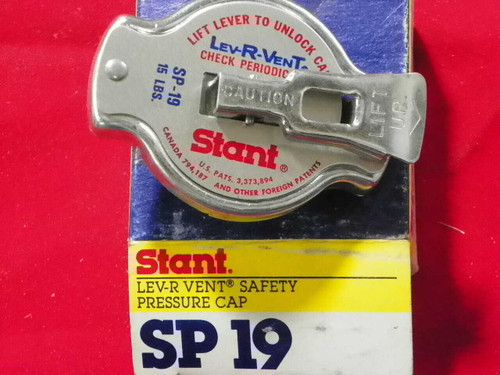 LIFT LEVER TO UNLOCK CA
LEV-R-VENT
CHECK PERIODIC
SP-19
15 LBS.
CAUTION
LIFT
UP
Stant®
U.S. PATS. 3,373,894
CANADA 794,187 AND OTHER FOREIGN PATENTS
Stant.
LEV-R VENT® SAFETY
PRESSURE CAP
SP 19